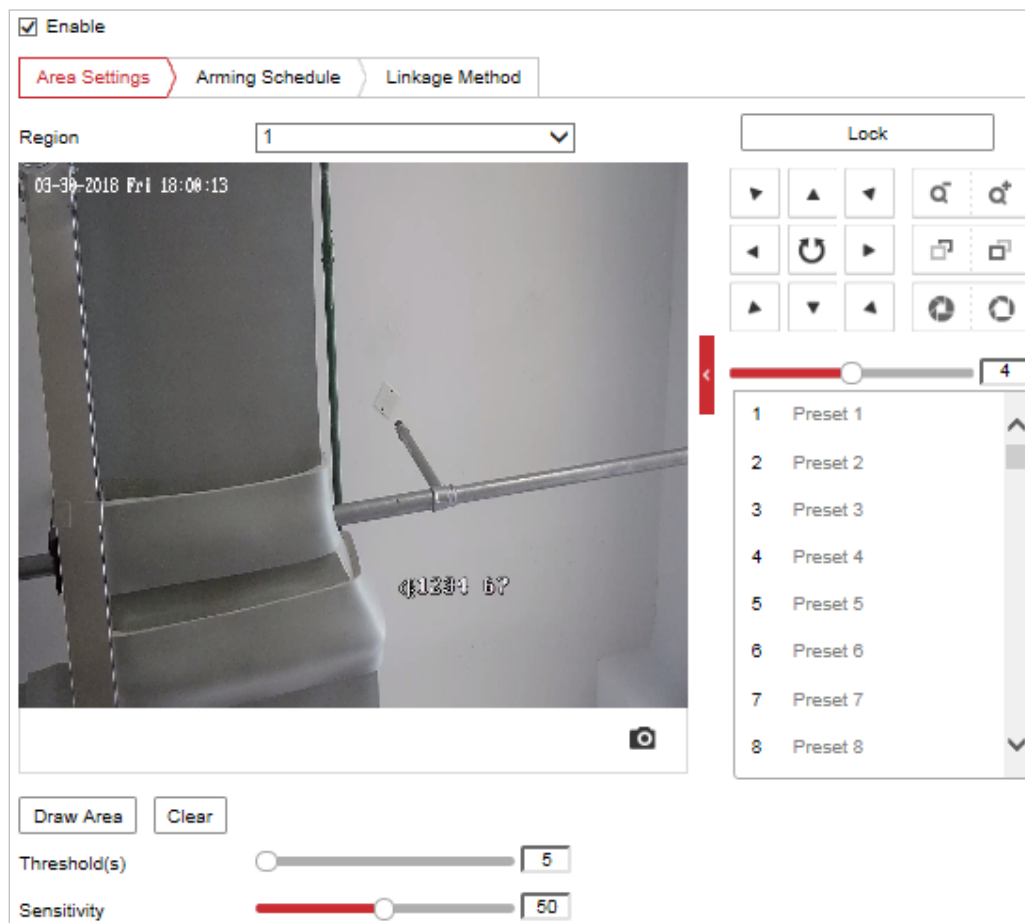 Enable
Area Settings Arming Schedule Linkage Method
Region 1 Lock
03-30-2018 Fri 18:00:13
4
1 Preset 1
2 Preset 2
3 Preset 3
4 Preset 4
5 Preset 5
6 Preset 6
7 Preset 7
8 Preset 8
Draw Area Clear
Threshold(s) 5
Sensitivity 50